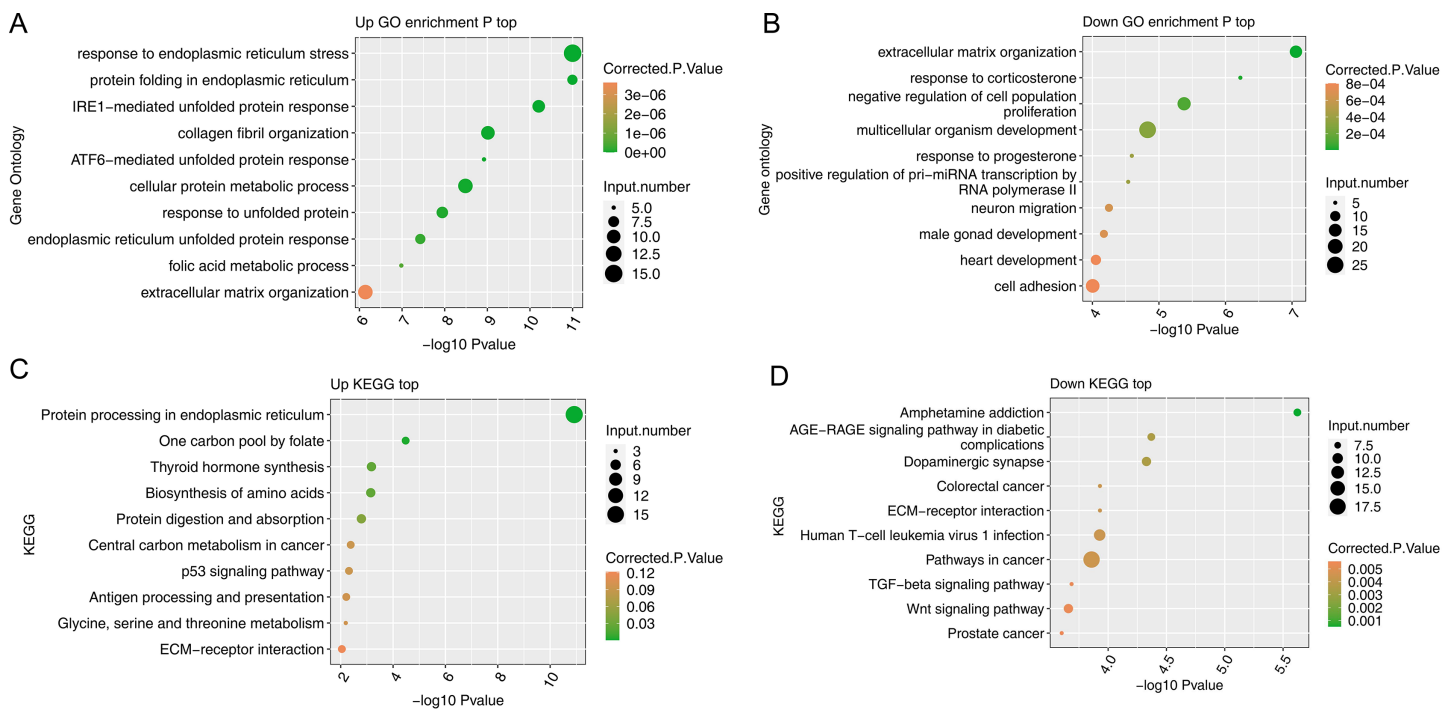 A
Up GO enrichment P top
response to endoplasmic reticulum stress
protein folding in endoplasmic reticulum
IRE1−mediated unfolded protein response
collagen fibril organization
ATF6−mediated unfolded protein response
cellular protein metabolic process
response to unfolded protein
endoplasmic reticulum unfolded protein response
folic acid metabolic process
extracellular matrix organization
Gene Ontology
6 7 8 9 10 11
−log10 Pvalue
Corrected.P.Value
3e−06
2e−06
1e−06
0e+00
Input.number
5.0
7.5
10.0
12.5
15.0
B
Down GO enrichment P top
extracellular matrix organization
response to corticosterone
negative regulation of cell population
proliferation
multicellular organism development
response to progesterone
positive regulation of pri−miRNA transcription by
RNA polymerase II
neuron migration
male gonad development
heart development
cell adhesion
Gene ontology
4 5 6 7
−log10 Pvalue
Corrected.P.Value
8e−04
6e−04
4e−04
2e−04
Input.number
5
10
15
20
25
C
Up KEGG top
Protein processing in endoplasmic reticulum
One carbon pool by folate
Thyroid hormone synthesis
Biosynthesis of amino acids
Protein digestion and absorption
Central carbon metabolism in cancer
p53 signaling pathway
Antigen processing and presentation
Glycine, serine and threonine metabolism
ECM−receptor interaction
KEGG
2 4 6 8 10
−log10 Pvalue
Input.number
3
6
9
12
15
Corrected.P.Value
0.12
0.09
0.06
0.03
D
Down KEGG top
Amphetamine addiction
AGE−RAGE signaling pathway in diabetic
complications
Dopaminergic synapse
Colorectal cancer
ECM−receptor interaction
Human T−cell leukemia virus 1 infection
Pathways in cancer
TGF−beta signaling pathway
Wnt signaling pathway
Prostate cancer
KEGG
4.0 4.5 5.0 5.5
−log10 Pvalue
Input.number
7.5
10.0
12.5
15.0
17.5
Corrected.P.Value
0.005
0.004
0.003
0.002
0.001